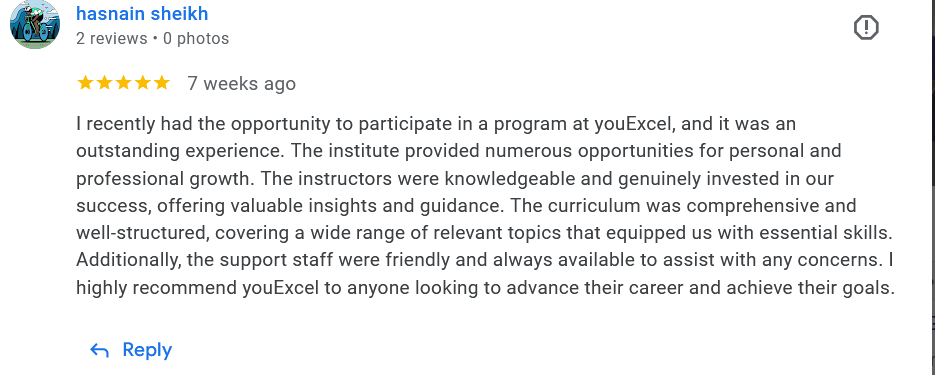 hasnain sheikh
2 reviews • 0 photos
7 weeks ago
I recently had the opportunity to participate in a program at youExcel, and it was an
outstanding experience. The institute provided numerous opportunities for personal and
professional growth. The instructors were knowledgeable and genuinely invested in our
success, offering valuable insights and guidance. The curriculum was comprehensive and
well-structured, covering a wide range of relevant topics that equipped us with essential skills.
Additionally, the support staff were friendly and always available to assist with any concerns. I
highly recommend youExcel to anyone looking to advance their career and achieve their goals.
Reply